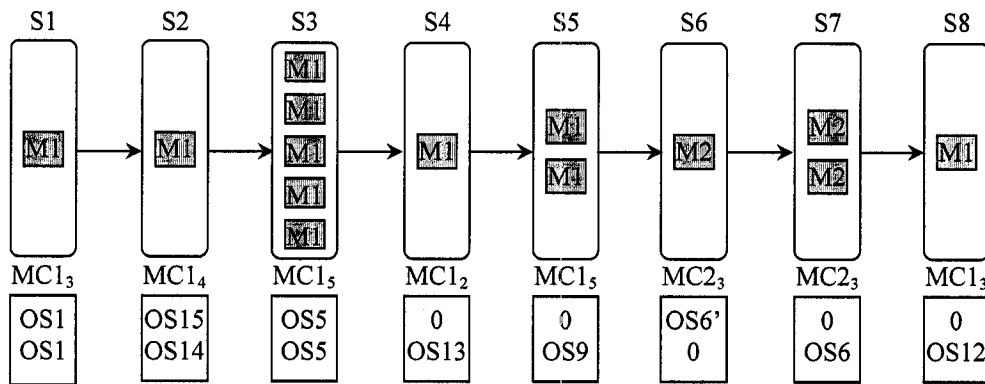 S1 S2 S3 S4 S5 S6 S7 S8
M1
M1
M1
M1
M1
M1
M1
M1
M1
M1
M2
M2
M2
M1
MC1₃ MC1₄ MC1₅ MC1₂ MC1₅ MC2₃ MC2₃ MC1₃
OS1 OS15 OS5 0 0 OS6' 0 0
OS1 OS14 OS5 OS13 OS9 0 OS6 OS12